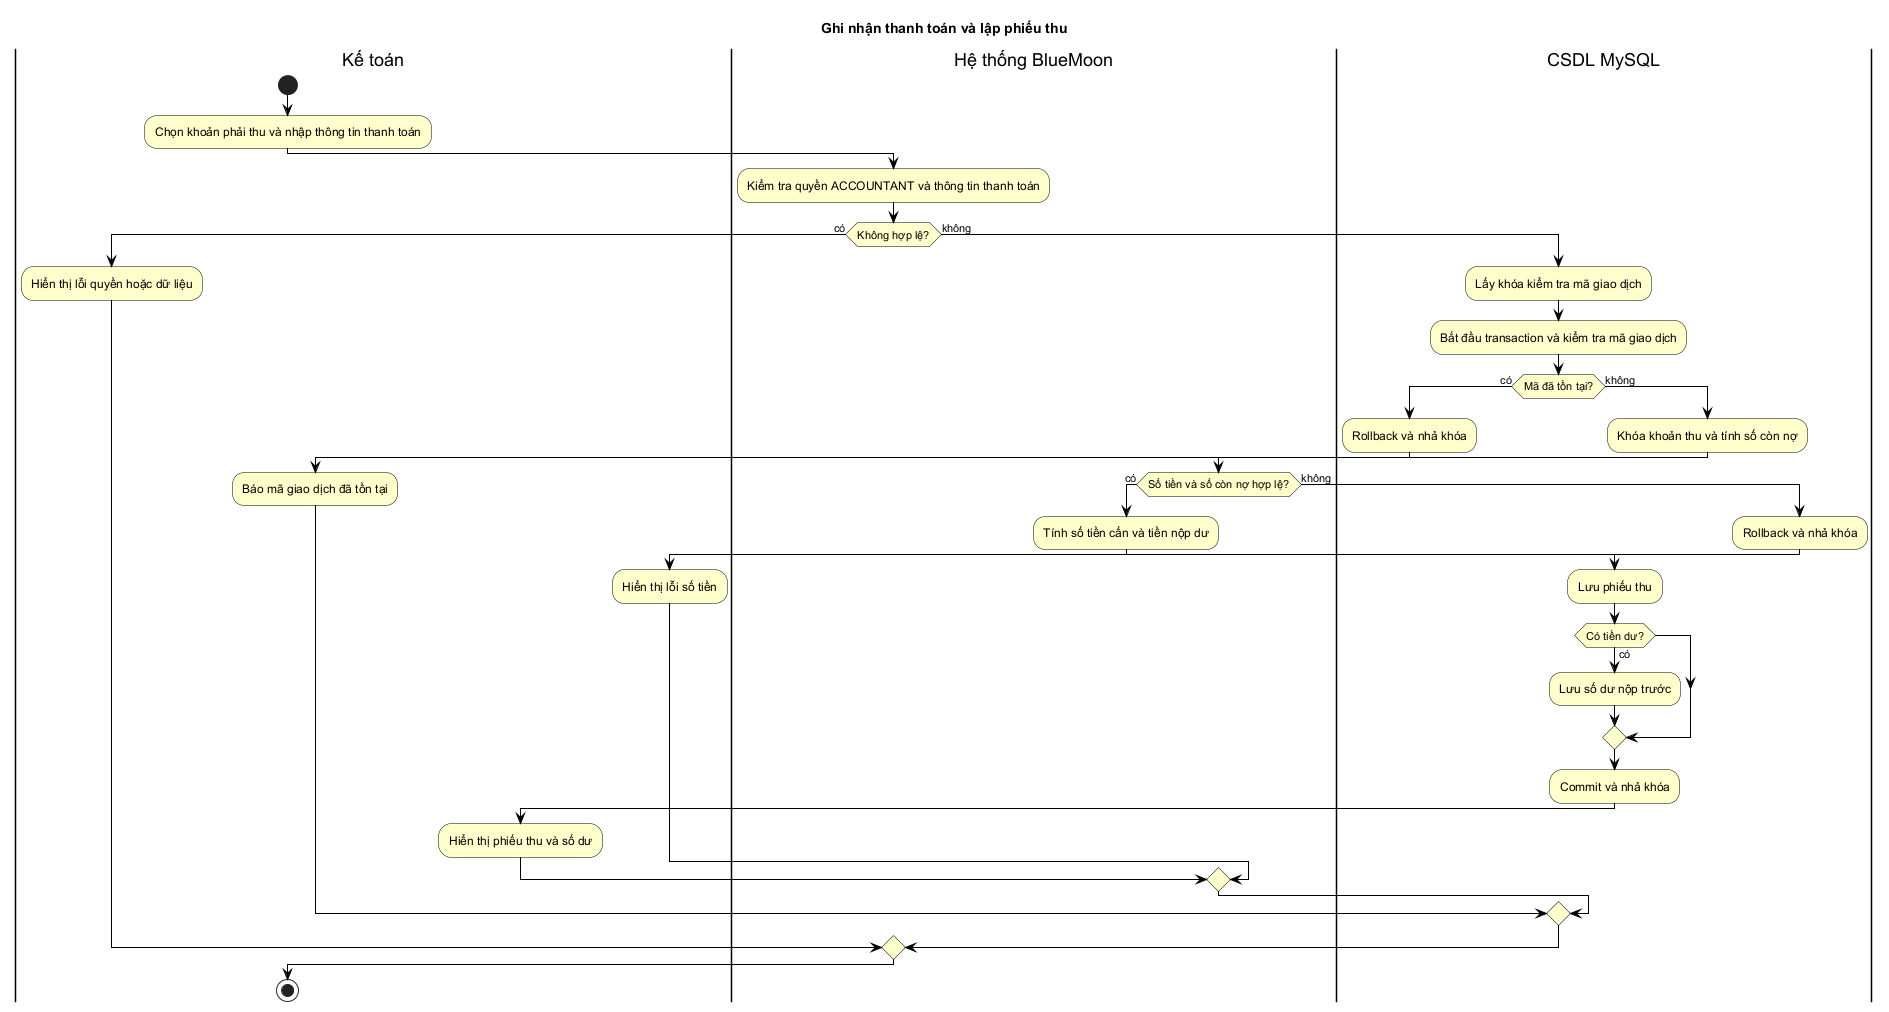 Ghi nhận thanh toán và lập phiếu thu
Kế toán
Hệ thống BlueMoon
CSDL MySQL
Chọn khoản phải thu và nhập thông tin thanh toán
Kiểm tra quyền ACCOUNTANT và thông tin thanh toán
có
Không hợp lệ?
không
Hiển thị lỗi quyền hoặc dữ liệu
Lấy khóa kiểm tra mã giao dịch
Bắt đầu transaction và kiểm tra mã giao dịch
có
Mã đã tồn tại?
không
Rollback và nhả khóa
Khóa khoản thu và tính số còn nợ
Báo mã giao dịch đã tồn tại
có
Số tiền và số còn nợ hợp lệ?
không
Tính số tiền cấn và tiền nộp dư
Rollback và nhả khóa
Hiển thị lỗi số tiền
Lưu phiếu thu
Có tiền dư?
có
Lưu số dư nộp trước
Commit và nhả khóa
Hiển thị phiếu thu và số dư